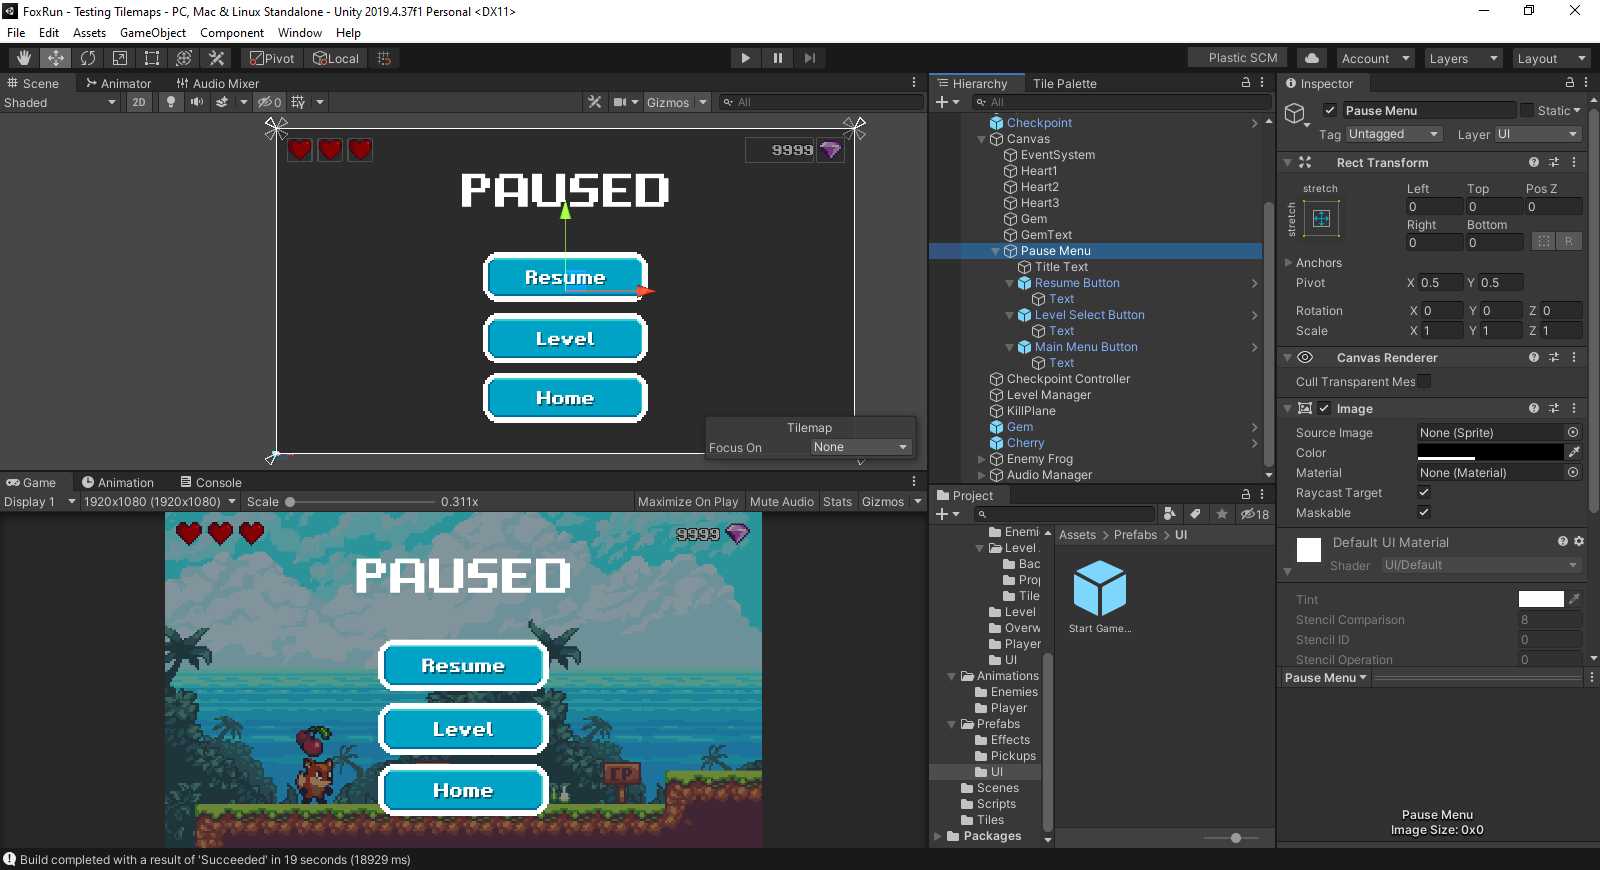 FoxRun - Testing Tilemaps - PC, Mac & Linux Standalone - Unity 2019.4.37f1 Personal <DX11>
File Edit Assets GameObject Component Window Help
Pivot Local Plastic SCM Account Layers Layout
Scene Animator Audio Mixer
Shaded 2D 0 Gizmos All
9999
PAUSED
Resume
Level
Home
Tilemap
Focus On None
Game Animation Console
Display 1 1920x1080 (1920x1080) Scale 0.311x Maximize On Play Mute Audio Stats Gizmos
9999
PAUSED
Resume
Level
Home
CP
Hierarchy Tile Palette
All
Checkpoint
Canvas
EventSystem
Heart1
Heart2
Heart3
Gem
GemText
Pause Menu
Title Text
Resume Button
Text
Level Select Button
Text
Main Menu Button
Text
Checkpoint Controller
Level Manager
KillPlane
Gem
Cherry
Enemy Frog
Audio Manager
Project
18
Enemi
Level
Bac
Prop
Tile
Level
Overw
Player
UI
Animations
Enemies
Player
Prefabs
Effects
Pickups
UI
Scenes
Scripts
Tiles
Packages
Assets > Prefabs > UI
Start Game...
Inspector
Pause Menu Static
Tag Untagged Layer UI
Rect Transform
stretch
stretch
Left Top Pos Z
0 0 0
Right Bottom
0 0 R
Anchors
Pivot X 0.5 Y 0.5
Rotation X 0 Y 0 Z 0
Scale X 1 Y 1 Z 1
Canvas Renderer
Cull Transparent Mes
Image
Source Image None (Sprite)
Color
Material None (Material)
Raycast Target
Maskable
Default UI Material
Shader UI/Default
Tint
Stencil Comparison 8
Stencil ID 0
Stencil Operation 0
Pause Menu
Pause Menu
Image Size: 0x0
Build completed with a result of 'Succeeded' in 19 seconds (18929 ms)